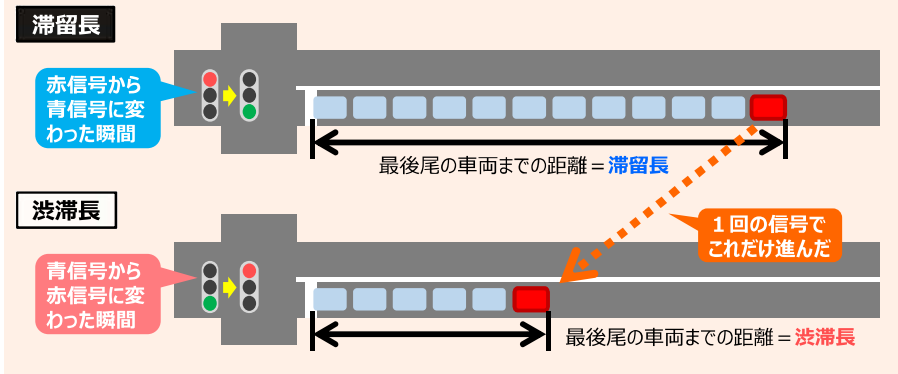 滞留長
赤信号から
青信号に変
わった瞬間
最後尾の車両までの距離＝滞留長
渋滞長
１回の信号で
これだけ進んだ
青信号から
赤信号に変
わった瞬間
最後尾の車両までの距離＝渋滞長